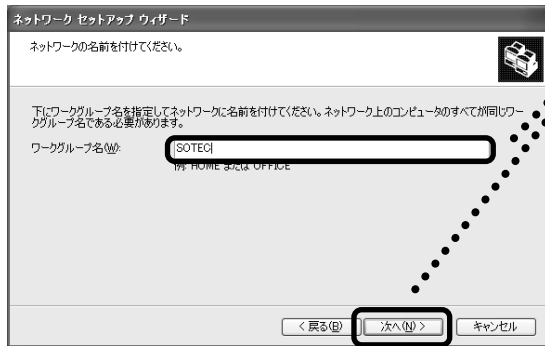 ネットワーク セットアップ ウィザード
ネットワークの名前を付けてください。
下にワークグループ名を指定してネットワークに名前を付けてください。ネットワーク上のコンピュータのすべてが同じワー
クグループ名である必要があります。
ワークグループ名(W):
SOTEC
例: HOME または OFFICE
< 戻る(B)
次へ(N) >
キャンセル